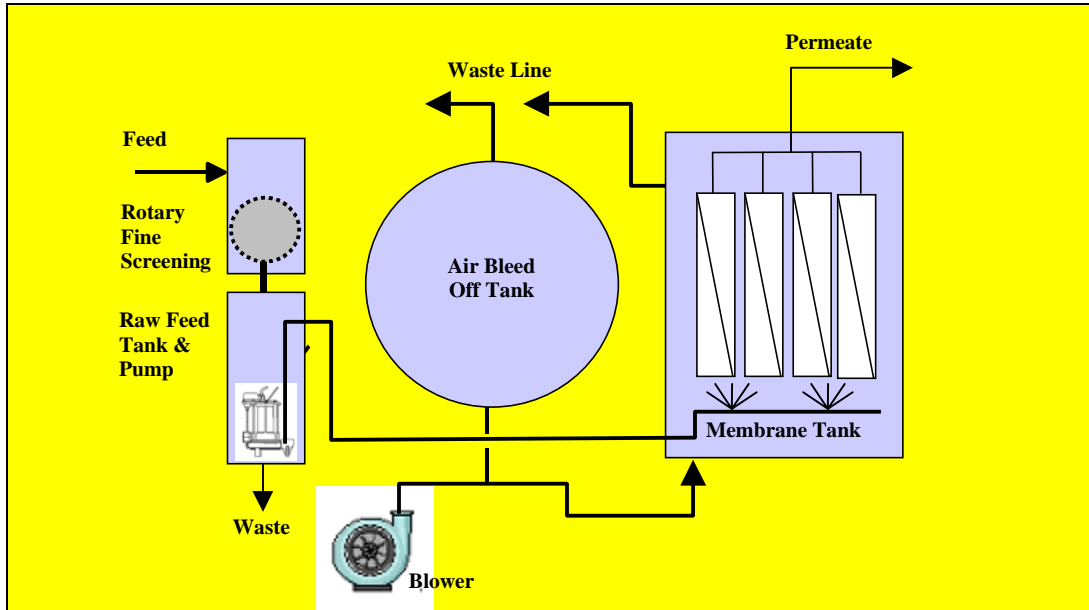 Permeate
Waste Line
Feed
Rotary
Fine
Screening
Air Bleed
Off Tank
Raw Feed
Tank &
Pump
Membrane Tank
Waste
Blower